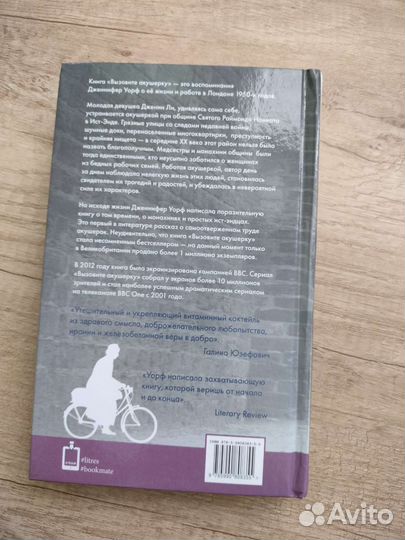 Книга «Вызовите акушерку» — это воспоминания
Дженнифер Уорф о её жизни и работе в Лондоне 1950-х годов.
Молодая девушка Дженни Ли, удивляясь сама себе,
устраивается акушеркой при общине Святого Раймонда Нонната
в Ист-Энде. Грязные улицы со следами недавней войны,
шумные доки, перенаселенные многоквартирки, преступность
и крайняя нищета — в середине XX века этот район нельзя было
назвать благополучным. Медсестры и монахини общины были
тогда единственными, кто неусыпно заботился о женщинах
из бедных рабочих семей. Работая акушеркой, автор день
за днем наблюдала нелегкую жизнь этих людей, становилась
свидетелем их трагедий и радостей, и убеждалась в невероятной
силе их характеров.
На исходе жизни Дженнифер Уорф написала поразительную
книгу о том времени, о монахинях и простых ист-эндцах.
Это первый в литературе рассказ о самоотверженном труде
акушерок. Неудивительно, что книга «Вызовите акушерку»
стала несомненным бестселлером — на данный момент только
в Великобритании продано более 1 миллиона экземпляров.
В 2012 году книга была экранизирована компанией BBC. Сериал
«Вызовите акушерку» собрал у экранов более 10 миллионов
зрителей и стал наиболее успешным драматическим сериалом
на телеканале BBC One с 2001 года.
«Утешительный и укрепляющий витаминный коктейль
из здравого смысла, доброжелательного любопытства,
иронии и железобетонной веры в добро».
Галина Юзефович
«Уорф написала захватывающую
книгу, которой веришь от начала
и до конца».
Literary Review
#litres
#bookmate
Avito